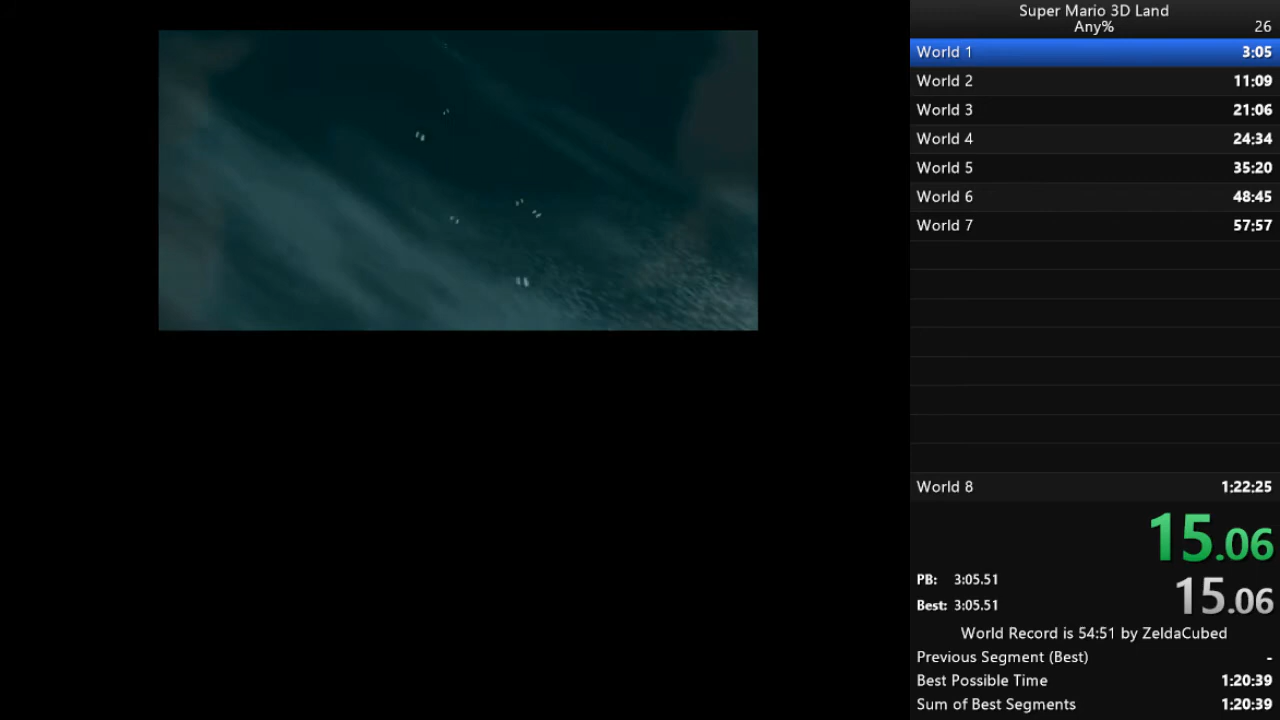 Super Mario 3D Land
Any% 26
World 1 3:05
World 2 11:09
World 3 21:06
World 4 24:34
World 5 35:20
World 6 48:45
World 7 57:57
World 8 1:22:25
15.06
PB: 3:05.51
Best: 3:05.51
15.06
World Record is 54:51 by ZeldaCubed
Previous Segment (Best) -
Best Possible Time 1:20:39
Sum of Best Segments 1:20:39